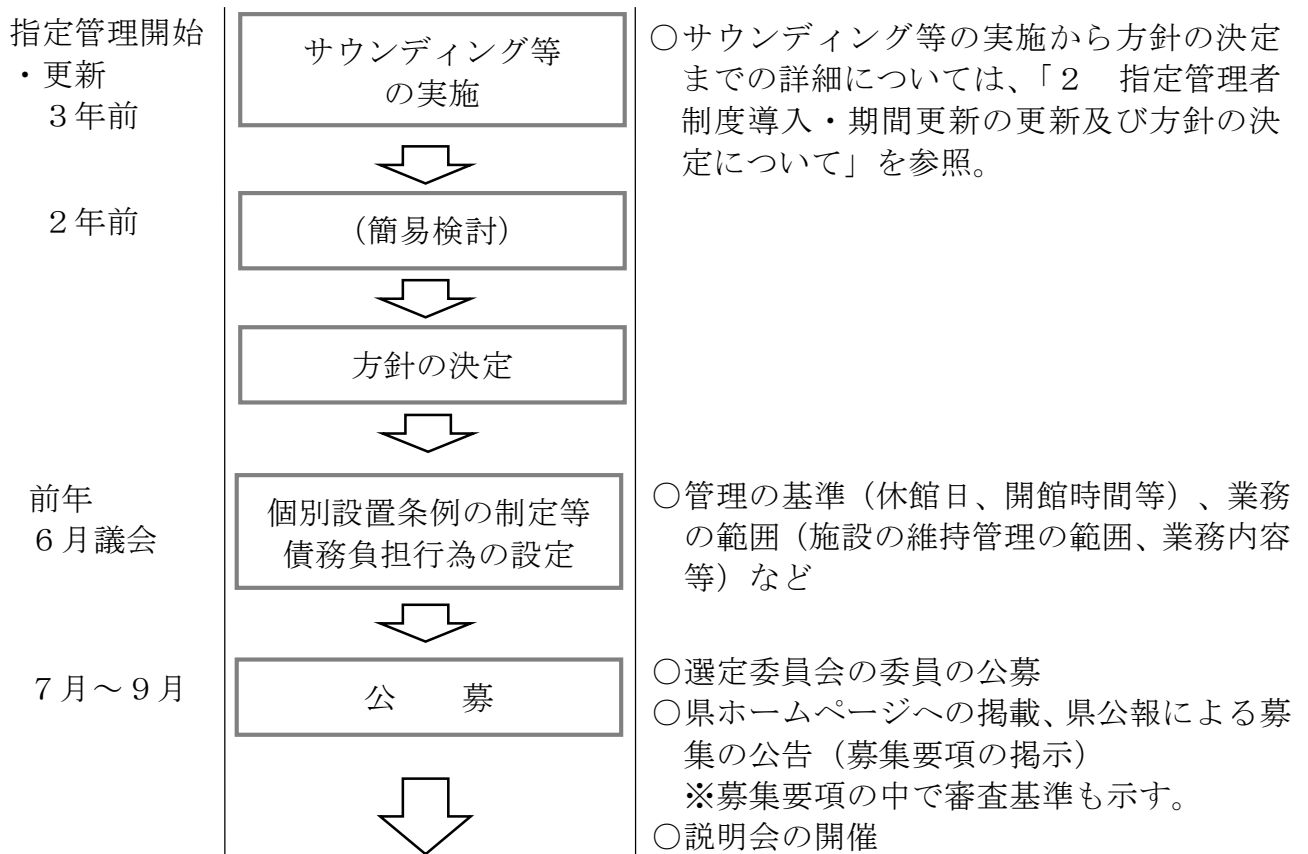 指定管理開始
・更新
３年前
サウンディング等
の実施
○サウンディング等の実施から方針の決定
までの詳細については、「２　指定管理者
制度導入・期間更新の更新及び方針の決
定について」を参照。
２年前
（簡易検討）
方針の決定
前年
６月議会
個別設置条例の制定等
債務負担行為の設定
○管理の基準（休館日、開館時間等）、業務
の範囲（施設の維持管理の範囲、業務内容
等）など
７月～９月
公　　募
○選定委員会の委員の公募
○県ホームページへの掲載、県公報による募
集の公告（募集要項の掲示）
※募集要項の中で審査基準も示す。
○説明会の開催